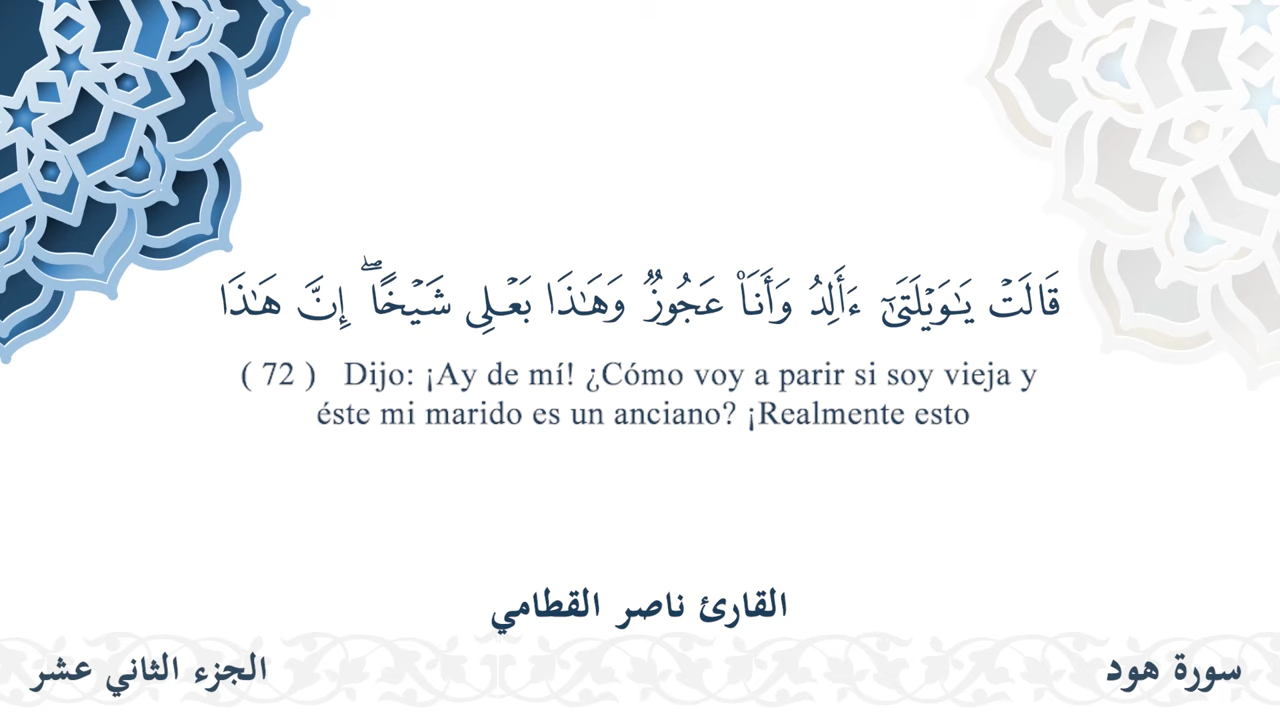 قَالَتْ يَـٰوَيْلَتَىٰٓ ءَأَلِدُ وَأَنَا۠ عَجُوزٌ وَهَـٰذَا بَعْلِى شَيْخًا ۖ إِنَّ هَـٰذَا
( 72 ) Dijo: ¡Ay de mí! ¿Cómo voy a parir si soy vieja y
éste mi marido es un anciano? ¡Realmente esto
القارئ ناصر القطامي
سورة هود
الجزء الثاني عشر